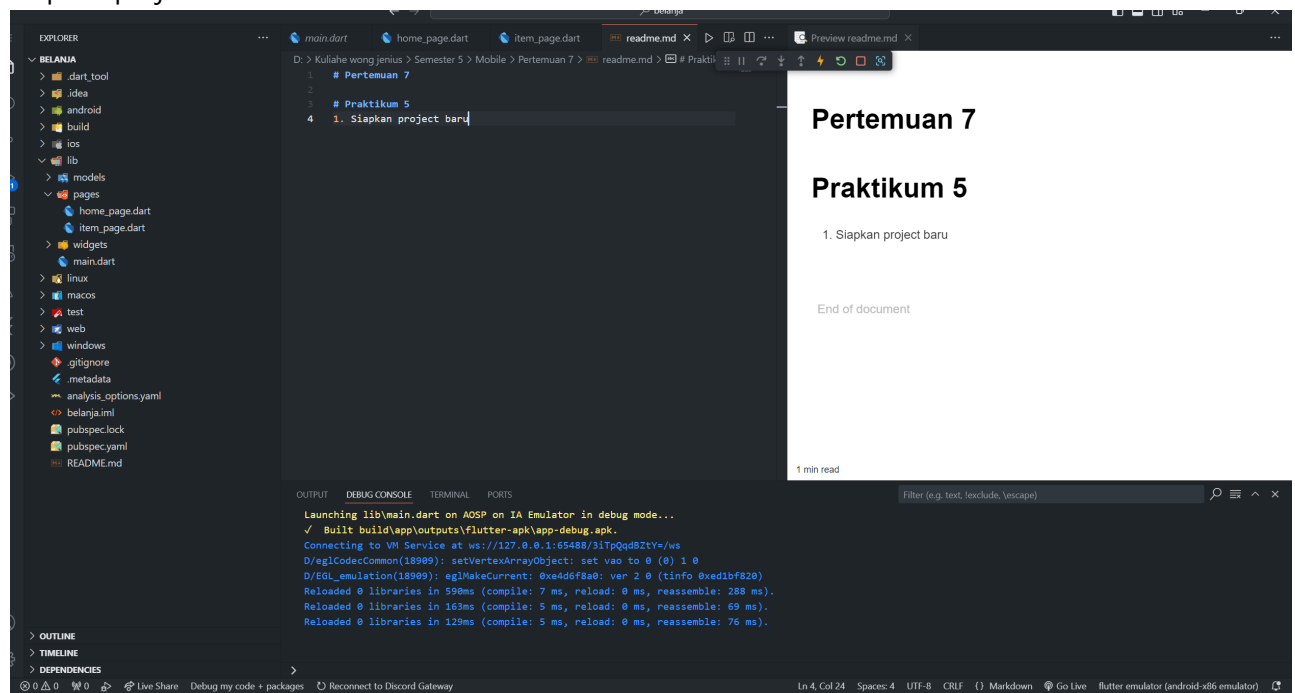 belanja
EXPLORER
main.dart
home_page.dart
item_page.dart
readme.md
Preview readme.md
BELANJA
.dart_tool
.idea
android
build
ios
lib
models
pages
home_page.dart
item_page.dart
widgets
main.dart
linux
macos
test
web
windows
.gitignore
.metadata
analysis_options.yaml
belanja.iml
pubspec.lock
pubspec.yaml
README.md
OUTLINE
TIMELINE
DEPENDENCIES
D: > Kuliahe wong jenius > Semester 5 > Mobile > Pertemuan 7 > readme.md > # Praktik
1 # Pertemuan 7
2
3 # Praktikum 5
4 1. Siapkan project baru
Pertemuan 7
Praktikum 5
1. Siapkan project baru
End of document
1 min read
OUTPUT DEBUG CONSOLE TERMINAL PORTS
Filter (e.g. text, !exclude, \escape)
Launching lib\main.dart on AOSP on IA Emulator in debug mode...
✓ Built build\app\outputs\flutter-apk\app-debug.apk.
Connecting to VM Service at ws://127.0.0.1:65488/3iTpQqdBZtY=/ws
D/eglCodecCommon(18909): setVertexArrayObject: set vao to 0 (0) 1 0
D/EGL_emulation(18909): eglMakeCurrent: 0xe4d6f8a0: ver 2 0 (tinfo 0xed1bf820)
Reloaded 0 libraries in 590ms (compile: 7 ms, reload: 0 ms, reassemble: 288 ms).
Reloaded 0 libraries in 163ms (compile: 5 ms, reload: 0 ms, reassemble: 69 ms).
Reloaded 0 libraries in 129ms (compile: 5 ms, reload: 0 ms, reassemble: 76 ms).
0 0 0 Live Share Debug my code + packages Reconnect to Discord Gateway
Ln 4, Col 24 Spaces: 4 UTF-8 CRLF {} Markdown Go Live flutter emulator (android-x86 emulator)